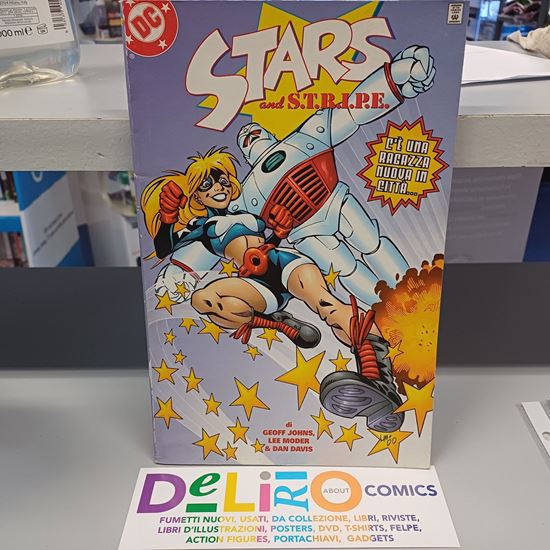 DC
STARS
and S.T.R.I.P.E.
C'È UNA
RAGAZZA
NUOVA IN
CITTÀ...
di
GEOFF JOHNS,
LEE MODER
& DAN DAVIS
DeLiRiO ABOUT COMICS
FUMETTI NUOVI, USATI, DA COLLEZIONE, LIBRI, RIVISTE,
LIBRI D'ILLUSTRAZIONI, POSTERS, DVD, T-SHIRTS, FELPE,
ACTION FIGURES, PORTACHIAVI, GADGETS